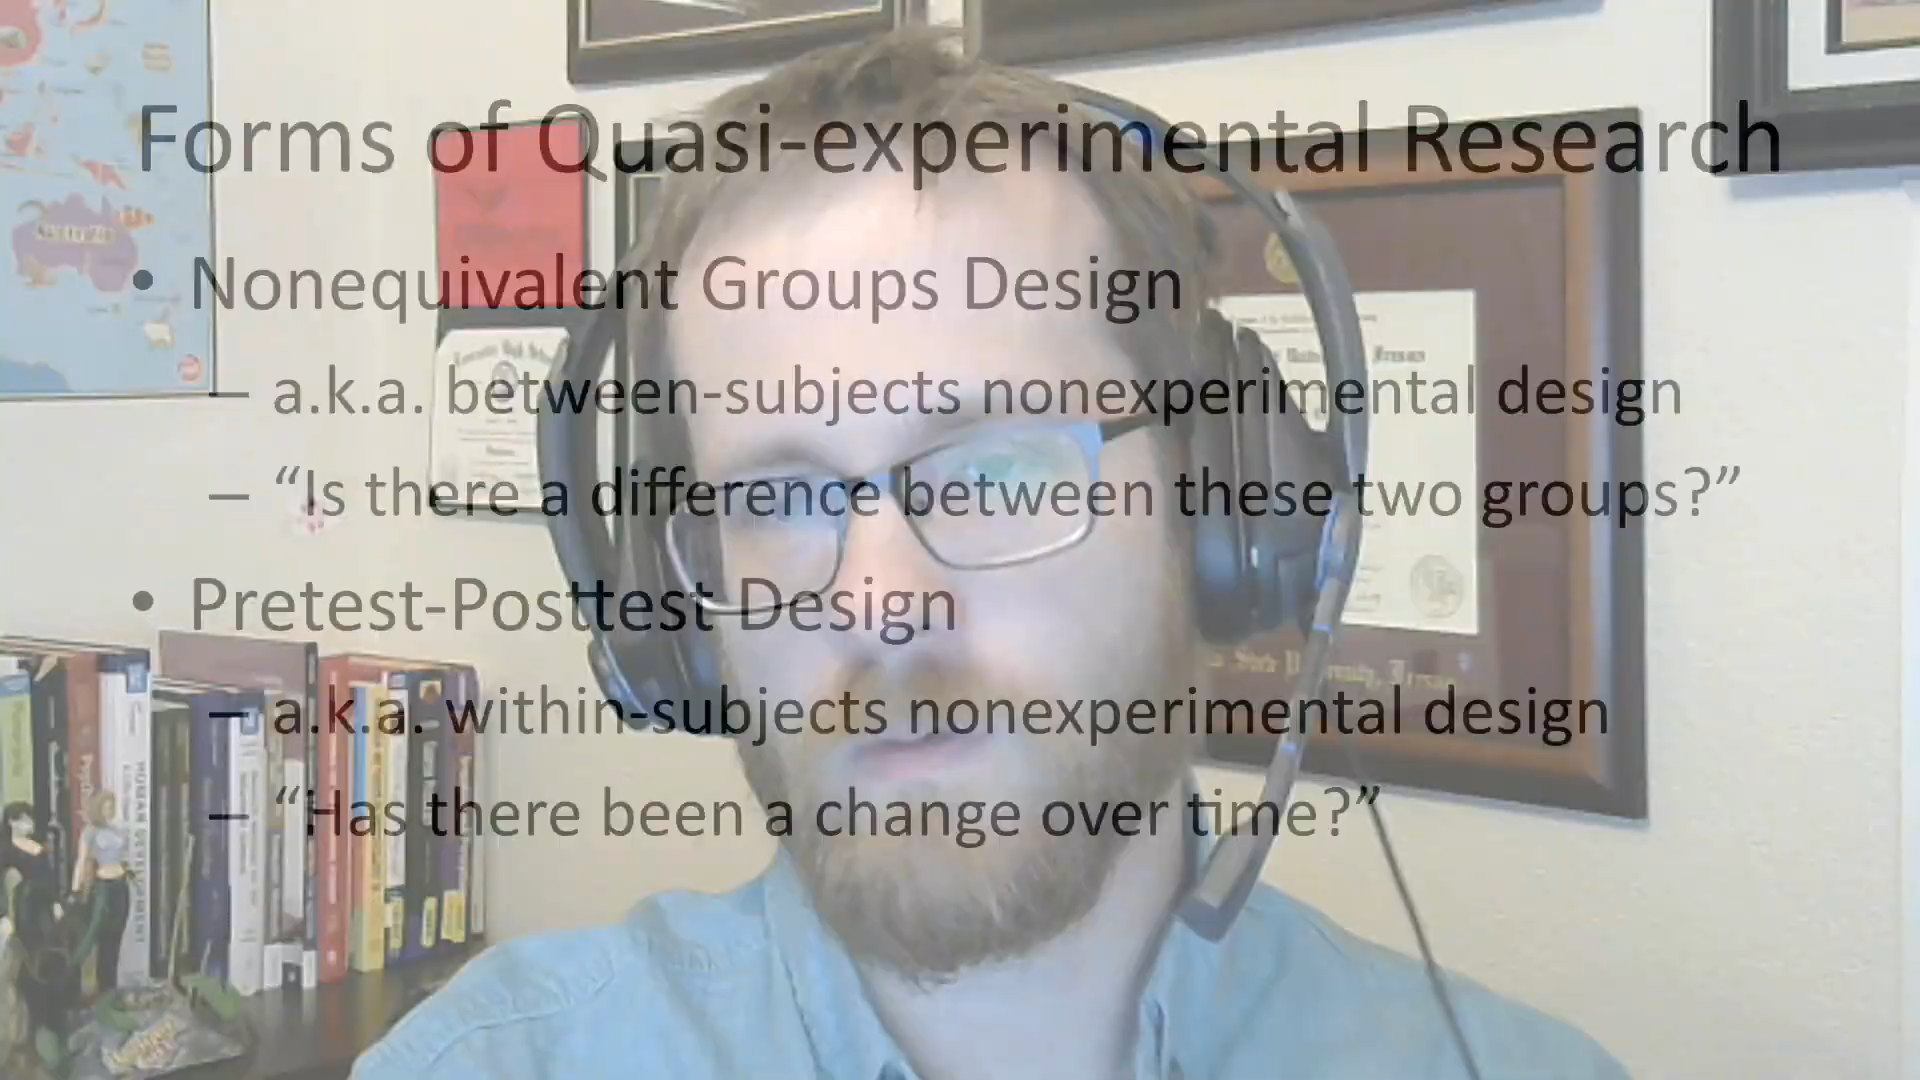 Forms of Quasi-experimental Research
• Nonequivalent Groups Design
– a.k.a. between-subjects nonexperimental design
– “Is there a difference between these two groups?”
• Pretest-Posttest Design
– a.k.a. within-subjects nonexperimental design
– “Has there been a change over time?”